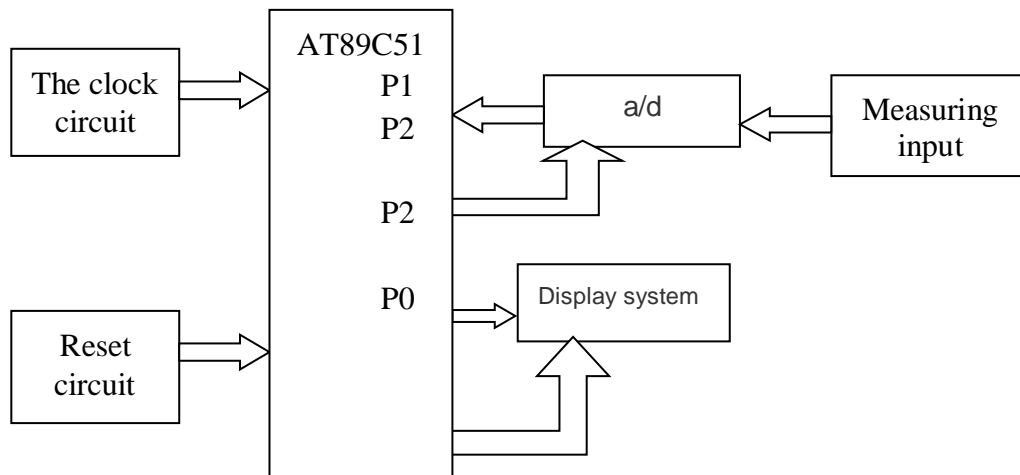 The clock
circuit
Reset
circuit
AT89C51
P1
P2
P2
P0
a/d
Measuring
input
Display system